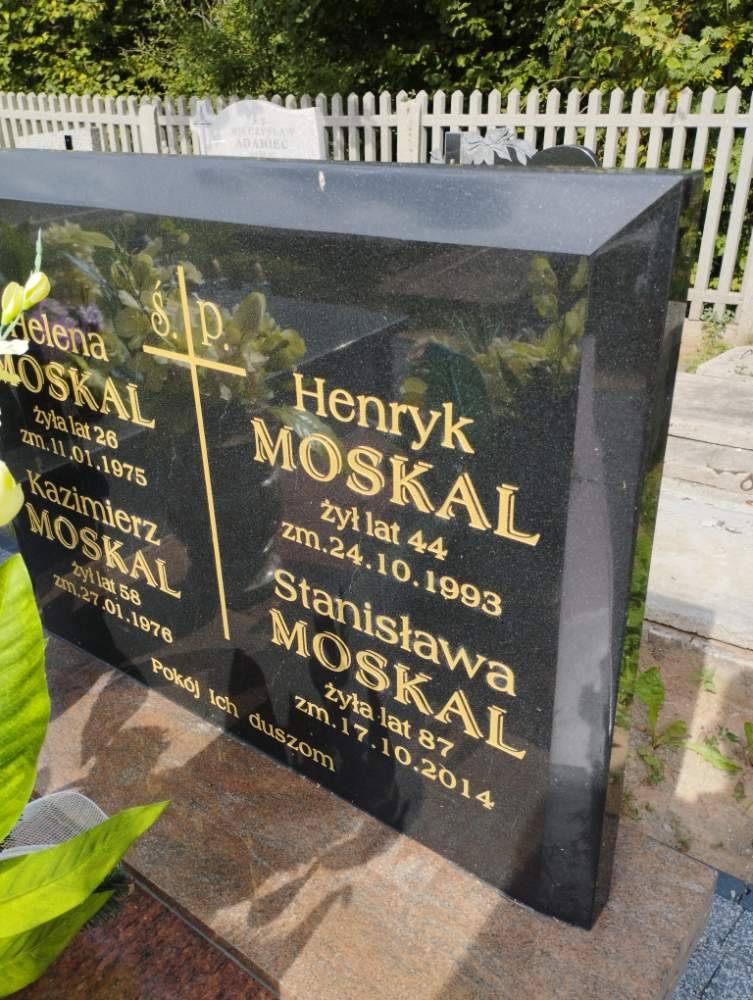 ś. p.
Helena
MOSKAL
żyła lat 26
zm.11.01.1975
Kazimierz
MOSKAL
żył lat 58
zm.27.01.1976
Henryk
MOSKAL
żył lat 44
zm.24.10.1993
Stanisława
MOSKAL
żyła lat 87
zm.17.10.2014
Pokój Ich duszom
MIECZYSŁAW
ADAMIEC